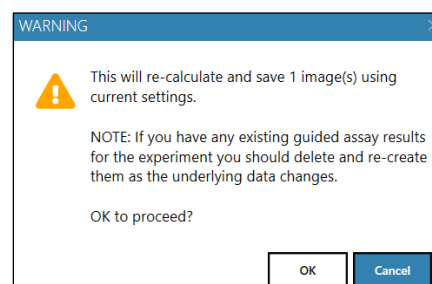 WARNING
This will re-calculate and save 1 image(s) using
current settings.
NOTE: If you have any existing guided assay results
for the experiment you should delete and re-create
them as the underlying data changes.
OK to proceed?
OK
Cancel